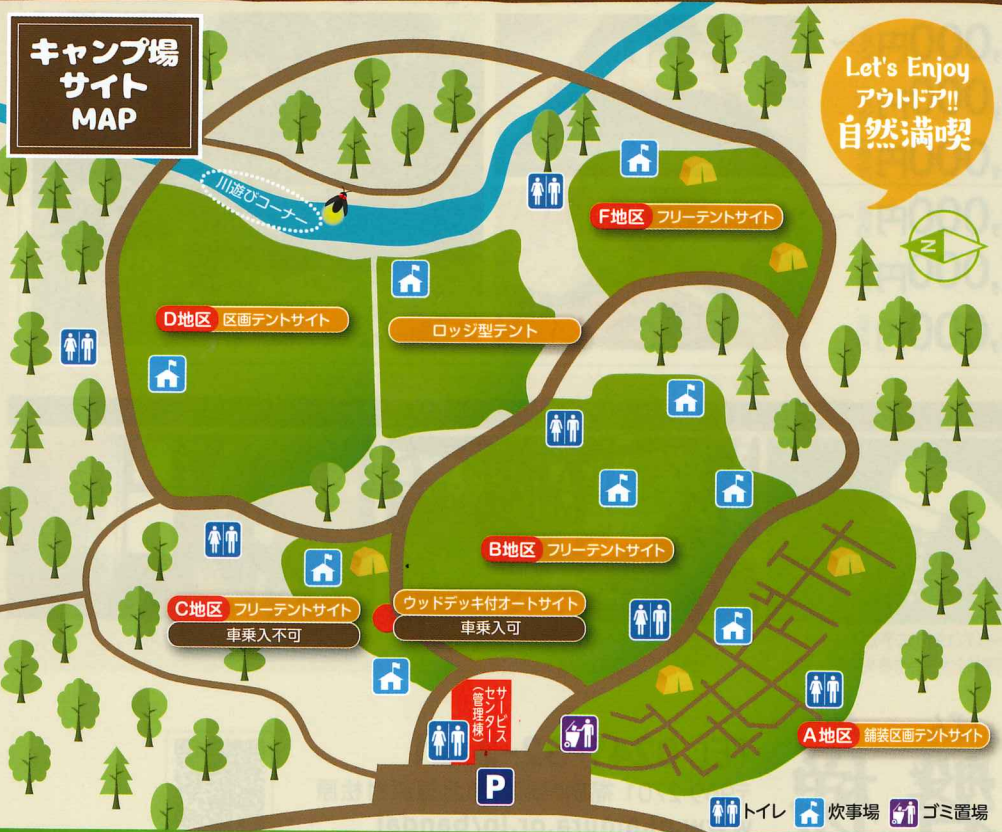 キャンプ場
サイト
MAP
Let's Enjoy
アウトドア!!
自然満喫
川遊びコーナー
N
F地区 フリーテントサイト
D地区 区画テントサイト
ロッジ型テント
B地区 フリーテントサイト
C地区 フリーテントサイト
車乗入不可
ウッドデッキ付オートサイト
車乗入可
サービス
センター
(管理棟)
A地区 舗装区画テントサイト
P
トイレ 炊事場 ゴミ置場